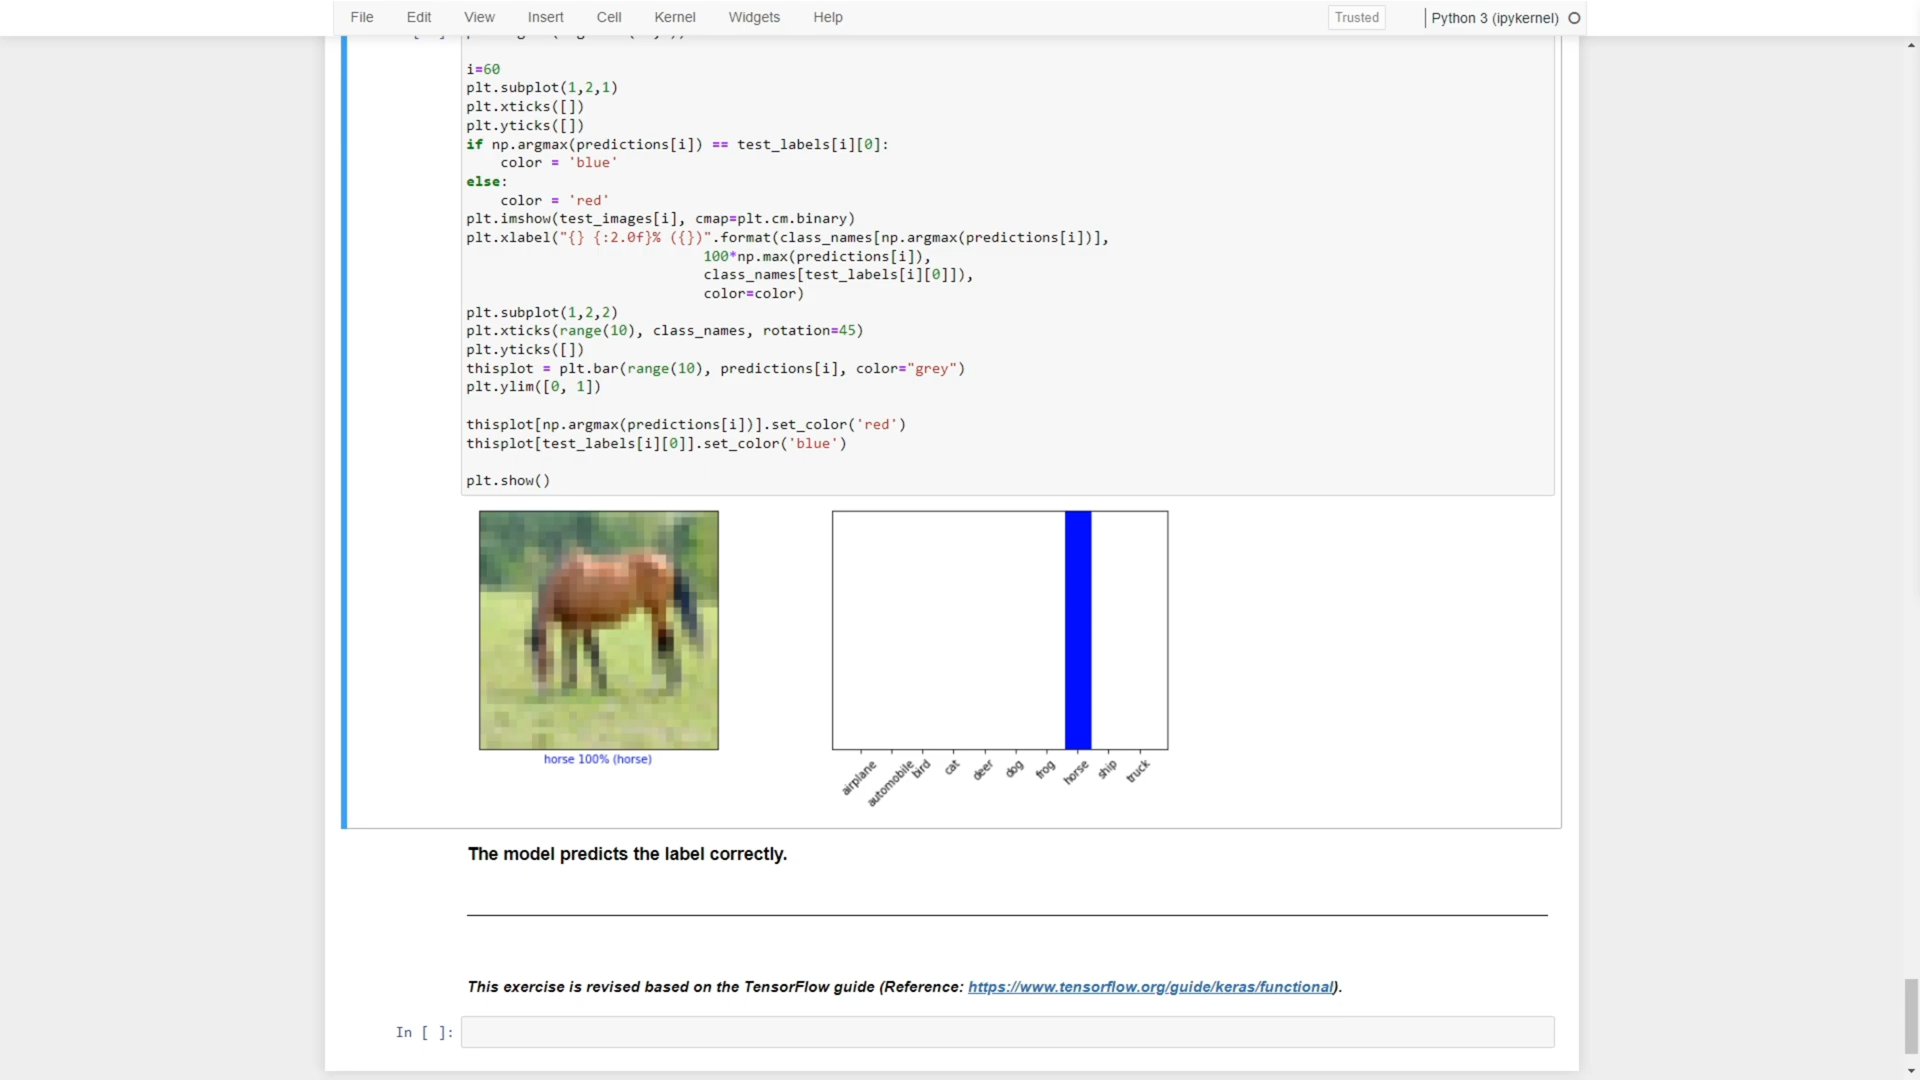 File Edit View Insert Cell Kernel Widgets Help Trusted Python 3 (ipykernel)
i=60
plt.subplot(1,2,1)
plt.xticks([])
plt.yticks([])
if np.argmax(predictions[i]) == test_labels[i][0]:
    color = 'blue'
else:
    color = 'red'
plt.imshow(test_images[i], cmap=plt.cm.binary)
plt.xlabel("{} {:2.0f}% ({})".format(class_names[np.argmax(predictions[i])],
                            100*np.max(predictions[i]),
                            class_names[test_labels[i][0]]),
                            color=color)
plt.subplot(1,2,2)
plt.xticks(range(10), class_names, rotation=45)
plt.yticks([])
thisplot = plt.bar(range(10), predictions[i], color="grey")
plt.ylim([0, 1])
thisplot[np.argmax(predictions[i])].set_color('red')
thisplot[test_labels[i][0]].set_color('blue')
plt.show()
horse 100% (horse)
airplane automobile bird cat deer dog frog horse ship truck
The model predicts the label correctly.
This exercise is revised based on the TensorFlow guide (Reference: https://www.tensorflow.org/guide/keras/functional).
In [ ]: